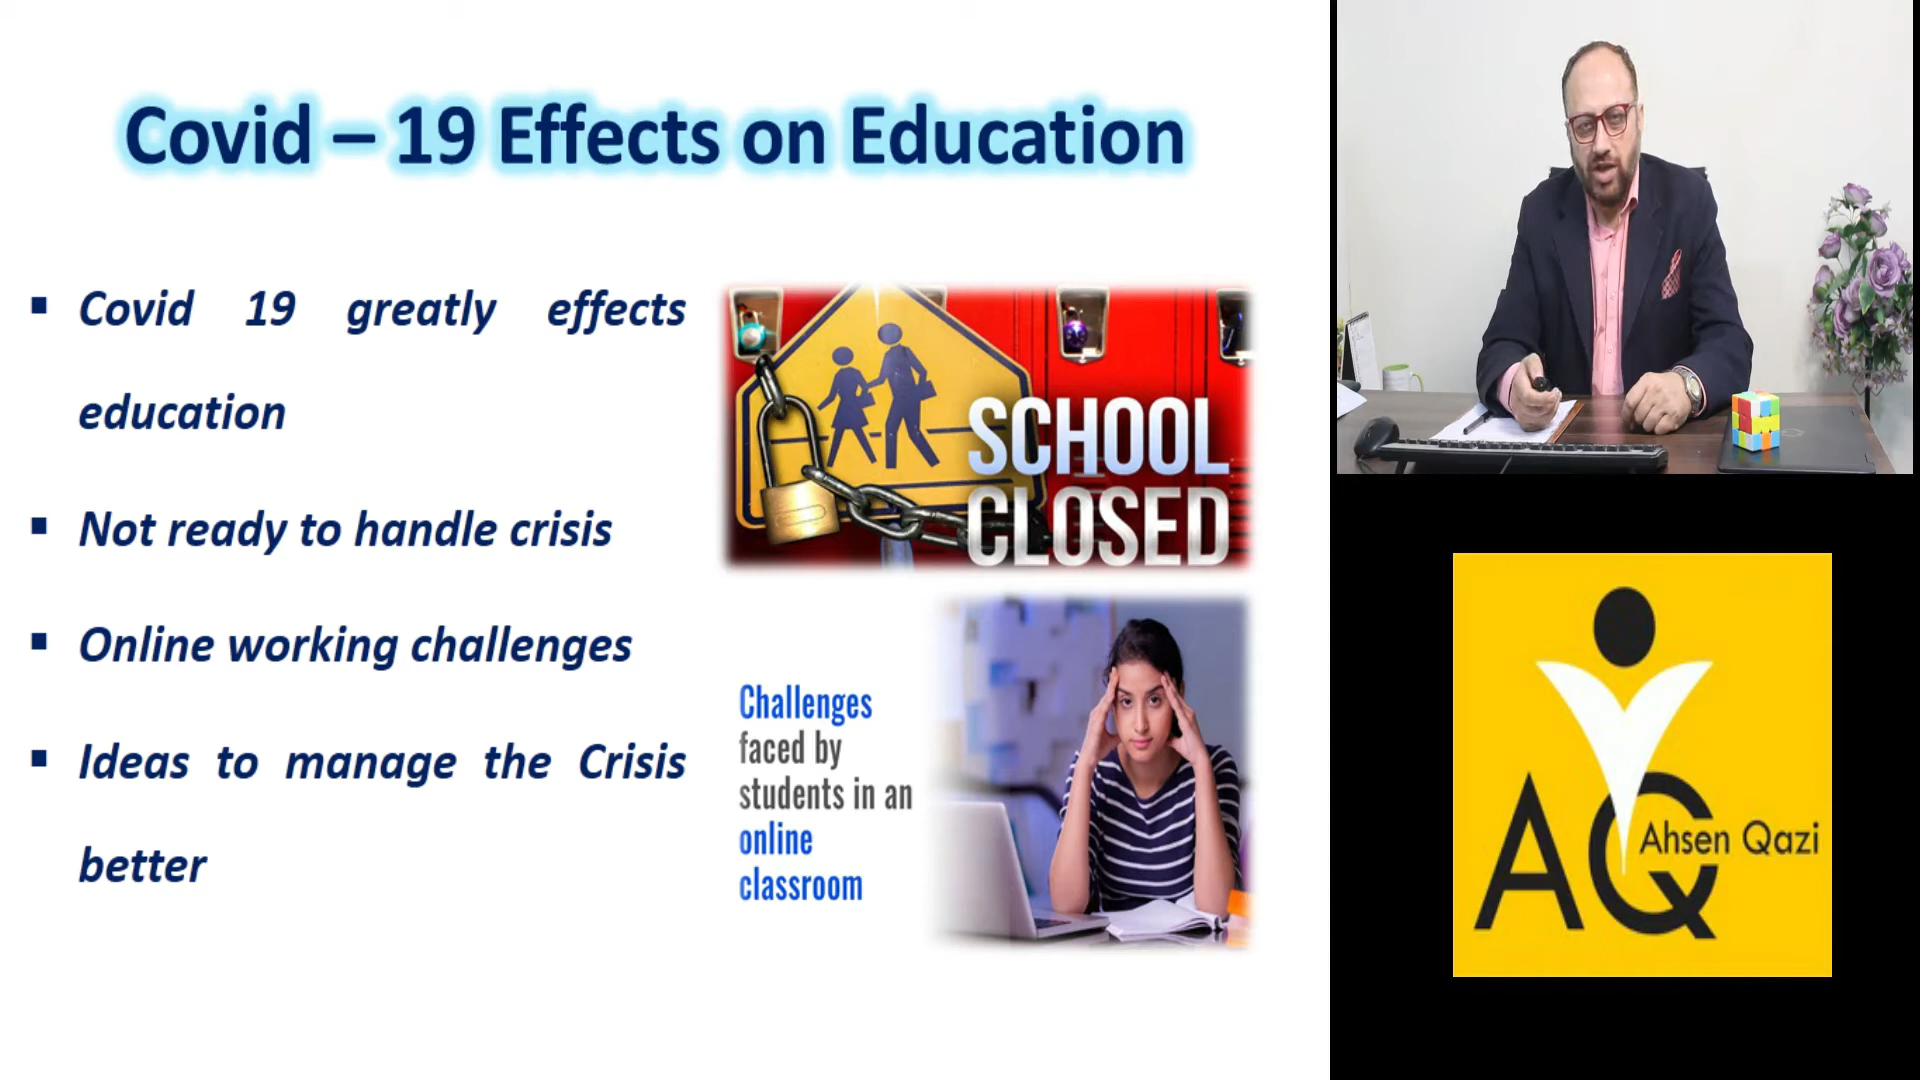 Covid – 19 Effects on Education
▪ Covid 19 greatly effects
education
▪ Not ready to handle crisis
▪ Online working challenges
▪ Ideas to manage the Crisis
better
SCHOOL
CLOSED
Challenges
faced by
students in an
online
classroom
AQ
Ahsen Qazi